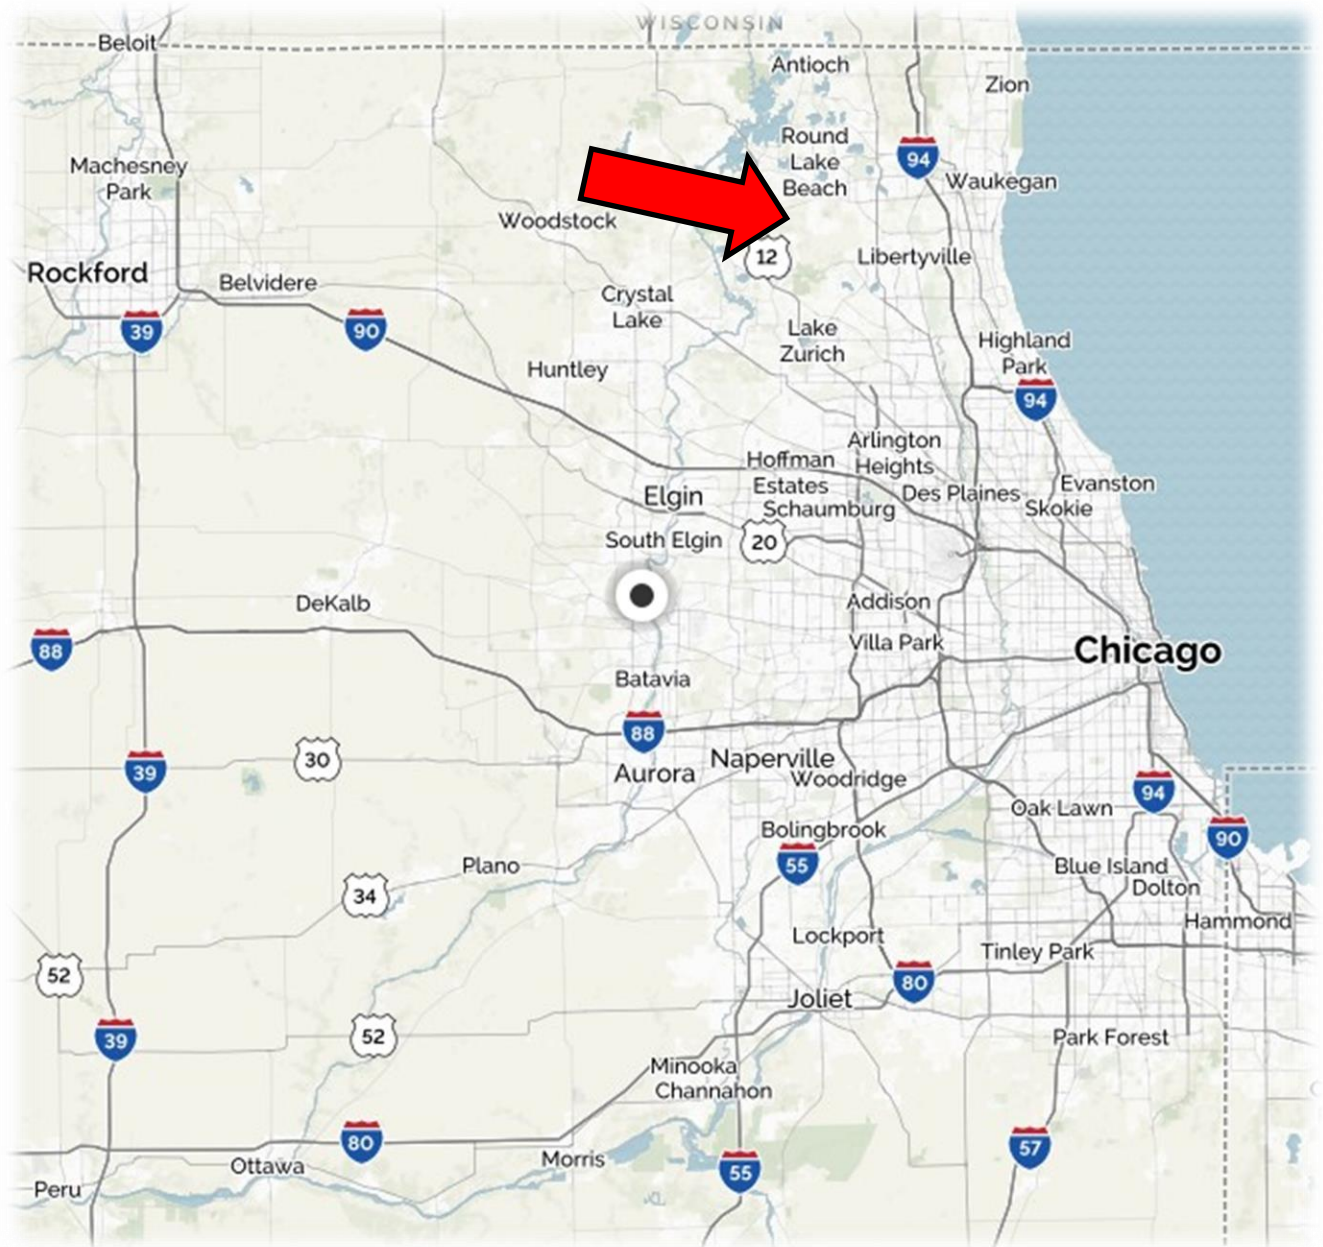 WISCONSIN
Beloit
Antioch
Zion
Round
Lake
Beach
94
Machesney
Park
Waukegan
Woodstock
12
Libertyville
Rockford
Belvidere
Crystal
Lake
39
90
Lake
Zurich
Highland
Park
Huntley
94
Arlington
Heights
Hoffman
Estates
Evanston
Elgin
Des Plaines
Schaumburg
Skokie
South Elgin
20
DeKalb
Addison
88
Villa Park
Chicago
Batavia
88
30
Naperville
39
Aurora
Woodridge
94
Oak Lawn
Bolingbrook
90
55
Plano
Blue Island
34
Dolton
Hammond
Lockport
Tinley Park
52
80
Joliet
39
52
Park Forest
Minooka
Channahon
80
57
Ottawa
Morris
55
Peru